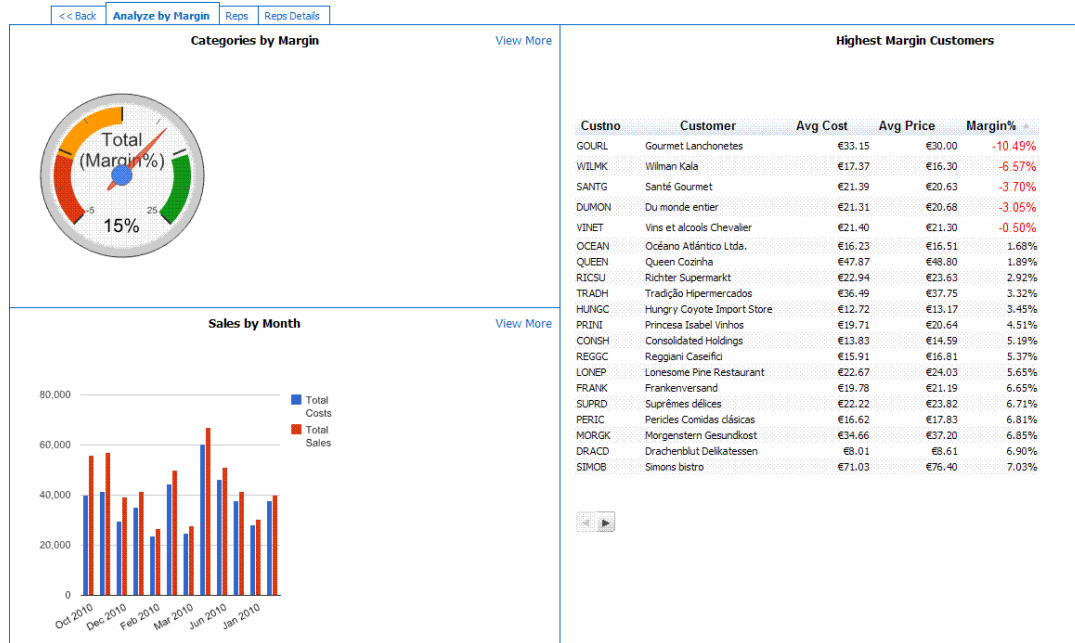 << Back Analyze by Margin Reps Reps Details
Categories by Margin View More
Total
(Margin%)
-5 25
15%
Sales by Month View More
80,000
60,000
40,000
20,000
0
Oct 2010 Dec 2010 Feb 2010 Mar 2010 Jun 2010 Jan 2010
Total
Costs
Total
Sales
Highest Margin Customers
Custno Customer Avg Cost Avg Price Margin%
GOURL Gourmet Lanchonetes €33.15 €30.00 -10.49%
WILMK Wilman Kala €17.37 €16.30 -6.57%
SANTG Santé Gourmet €21.39 €20.63 -3.70%
DUMON Du monde entier €21.31 €20.68 -3.05%
VINET Vins et alcools Chevalier €21.40 €21.30 -0.50%
OCEAN Océano Atlántico Ltda. €16.23 €16.51 1.68%
QUEEN Queen Cozinha €47.87 €48.80 1.89%
RICSU Richter Supermarkt €22.94 €23.63 2.92%
TRADH Tradição Hipermercados €36.49 €37.75 3.32%
HUNGC Hungry Coyote Import Store €12.72 €13.17 3.45%
PRINI Princesa Isabel Vinhos €19.71 €20.64 4.51%
CONSH Consolidated Holdings €13.83 €14.59 5.19%
REGGC Reggiani Caseifici €15.91 €16.81 5.37%
LONEP Lonesome Pine Restaurant €22.67 €24.03 5.65%
FRANK Frankenversand €19.78 €21.19 6.65%
SUPRD Suprêmes délices €22.22 €23.82 6.71%
PERIC Pericles Comidas clásicas €16.62 €17.83 6.81%
MORGK Morgenstern Gesundkost €34.66 €37.20 6.85%
DRACD Drachenblut Delikatessen €8.01 €8.61 6.90%
SIMOB Simons bistro €71.03 €76.40 7.03%